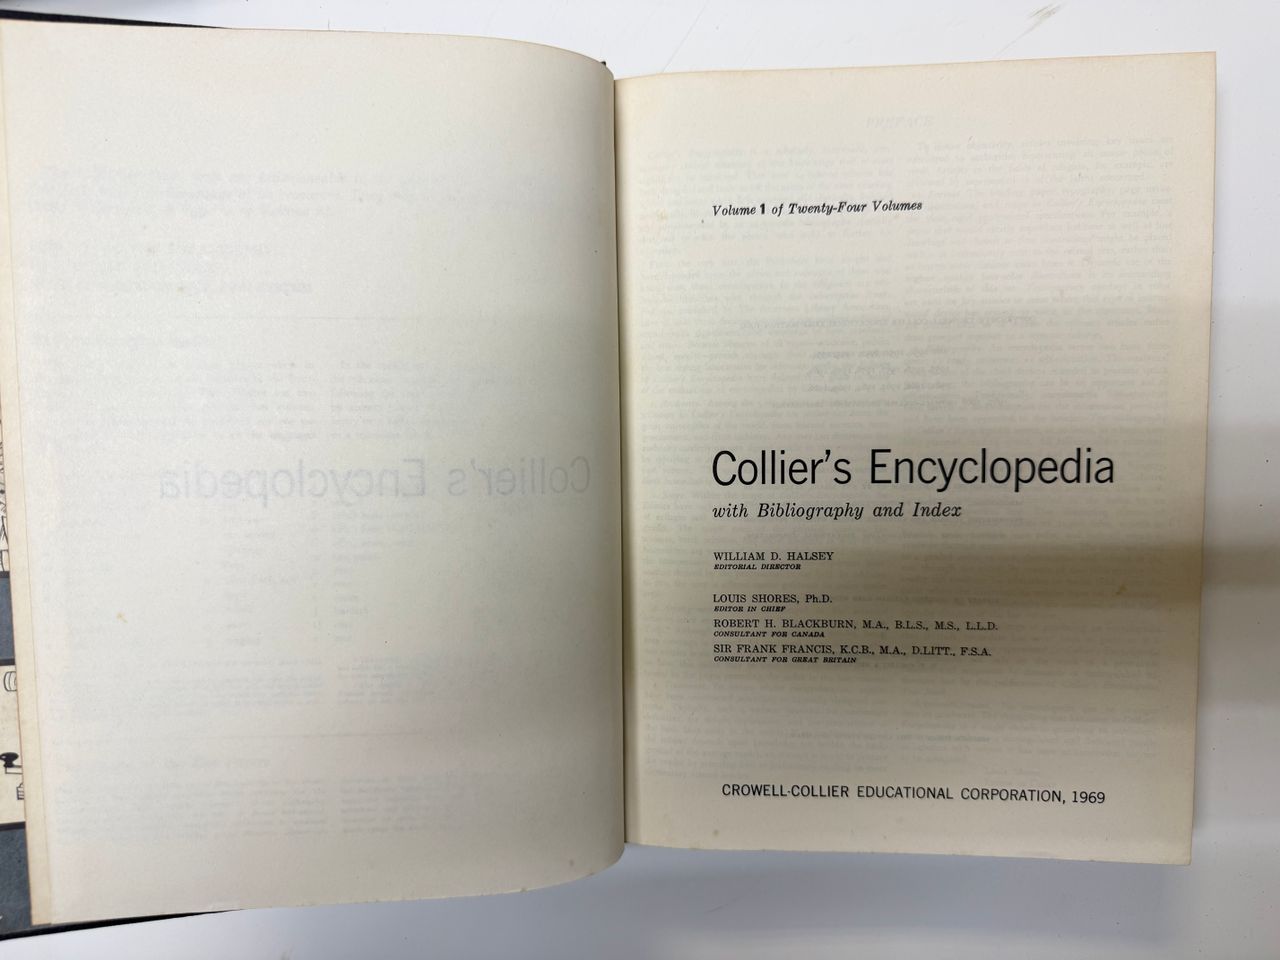 Volume 1 of Twenty-Four Volumes
Collier's Encyclopedia
with Bibliography and Index
WILLIAM D. HALSEY
EDITORIAL DIRECTOR
LOUIS SHORES, Ph.D.
EDITOR IN CHIEF
ROBERT H. BLACKBURN, M.A., B.L.S., M.S., L.L.D.
CONSULTANT FOR CANADA
SIR FRANK FRANCIS, K.C.B., M.A., D.LITT., F.S.A.
CONSULTANT FOR GREAT BRITAIN
CROWELL-COLLIER EDUCATIONAL CORPORATION, 1969